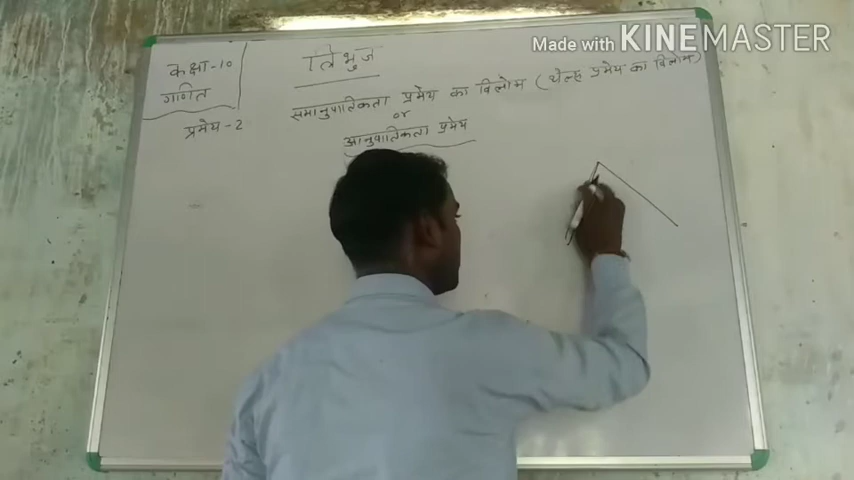 Made with KINEMASTER
कक्षा-10
गणित
त्रिभुज
प्रमेय-2
समानुपातिकता प्रमेय का विलोम (थेल्स प्रमेय का विलोम)
or
आनुपातिकता प्रमेय